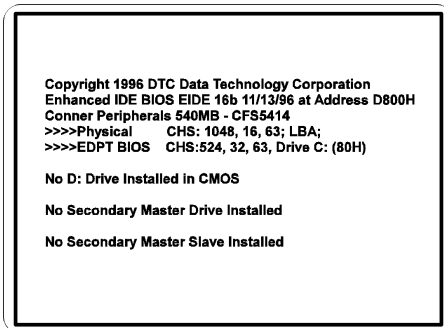 Copyright 1996 DTC Data Technology Corporation
Enhanced IDE BIOS EIDE 16b 11/13/96 at Address D800H
Conner Peripherals 540MB - CFS5414
>>>>Physical CHS: 1048, 16, 63; LBA;
>>>>EDPT BIOS CHS:524, 32, 63, Drive C: (80H)
No D: Drive Installed in CMOS
No Secondary Master Drive Installed
No Secondary Master Slave Installed